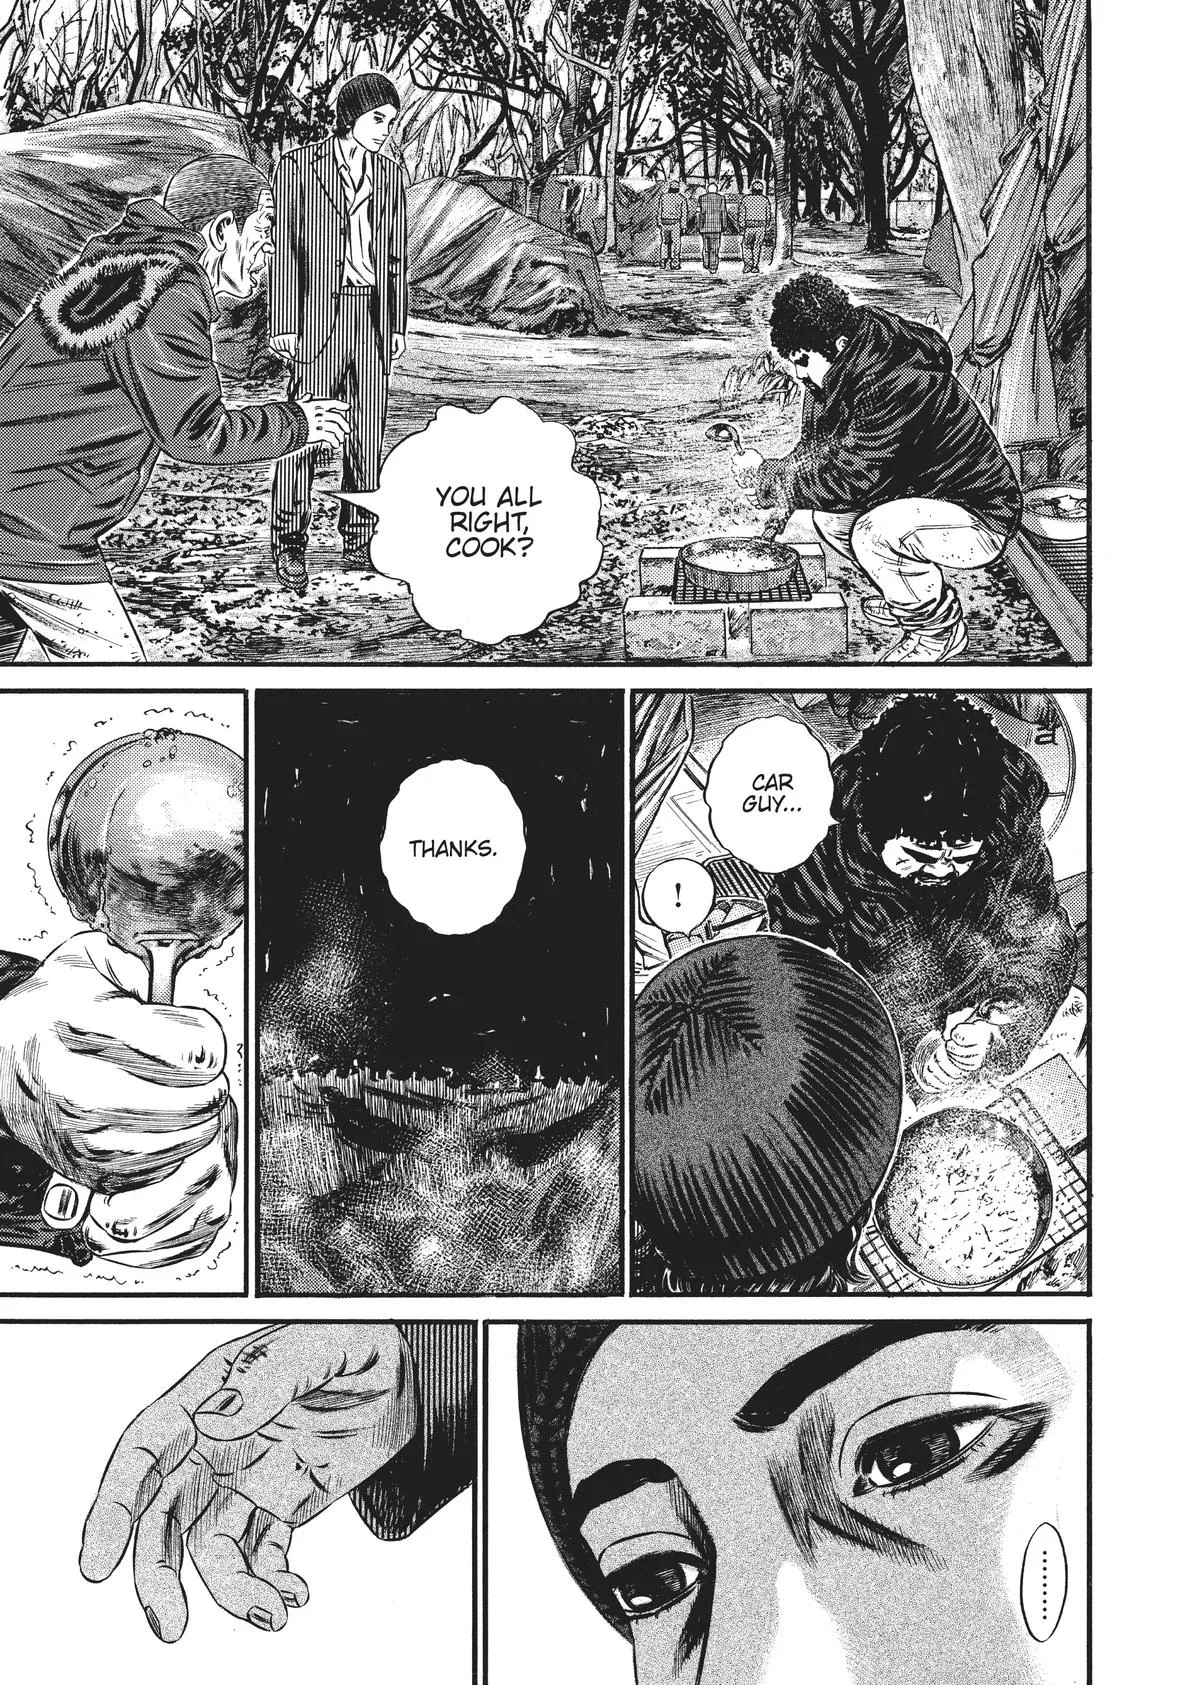 YOU ALL
RIGHT,
COOK?
CAR
GUY...
!
THANKS.
.........